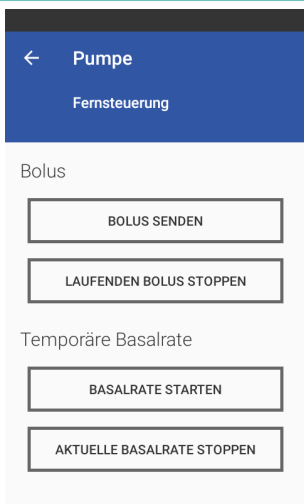 Pumpe
Fernsteuerung
Bolus
BOLUS SENDEN
LAUFENDEN BOLUS STOPPEN
Temporäre Basalrate
BASALRATE STARTEN
AKTUELLE BASALRATE STOPPEN